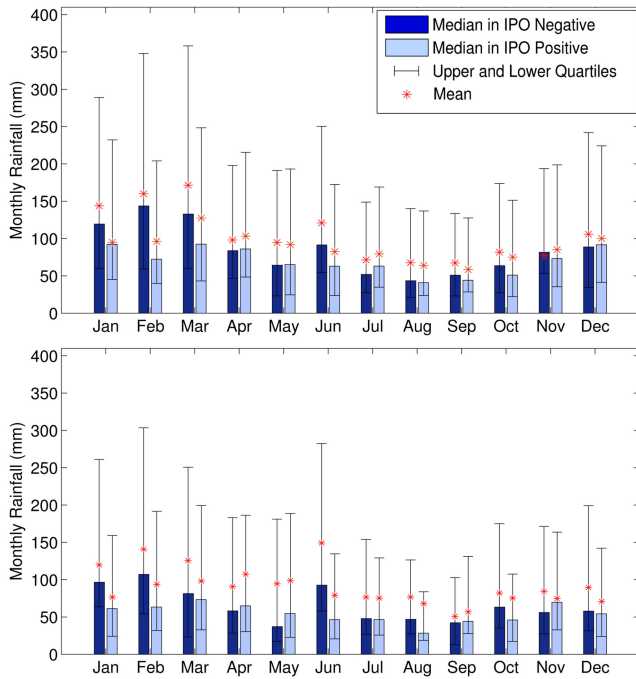 400
350
300
250
200
150
100
50
0
Monthly Rainfall (mm)
Median in IPO Negative
Median in IPO Positive
Upper and Lower Quartiles
Mean
Jan Feb Mar Apr May Jun Jul Aug Sep Oct Nov Dec
400
350
300
250
200
150
100
50
0
Monthly Rainfall (mm)
Jan Feb Mar Apr May Jun Jul Aug Sep Oct Nov Dec